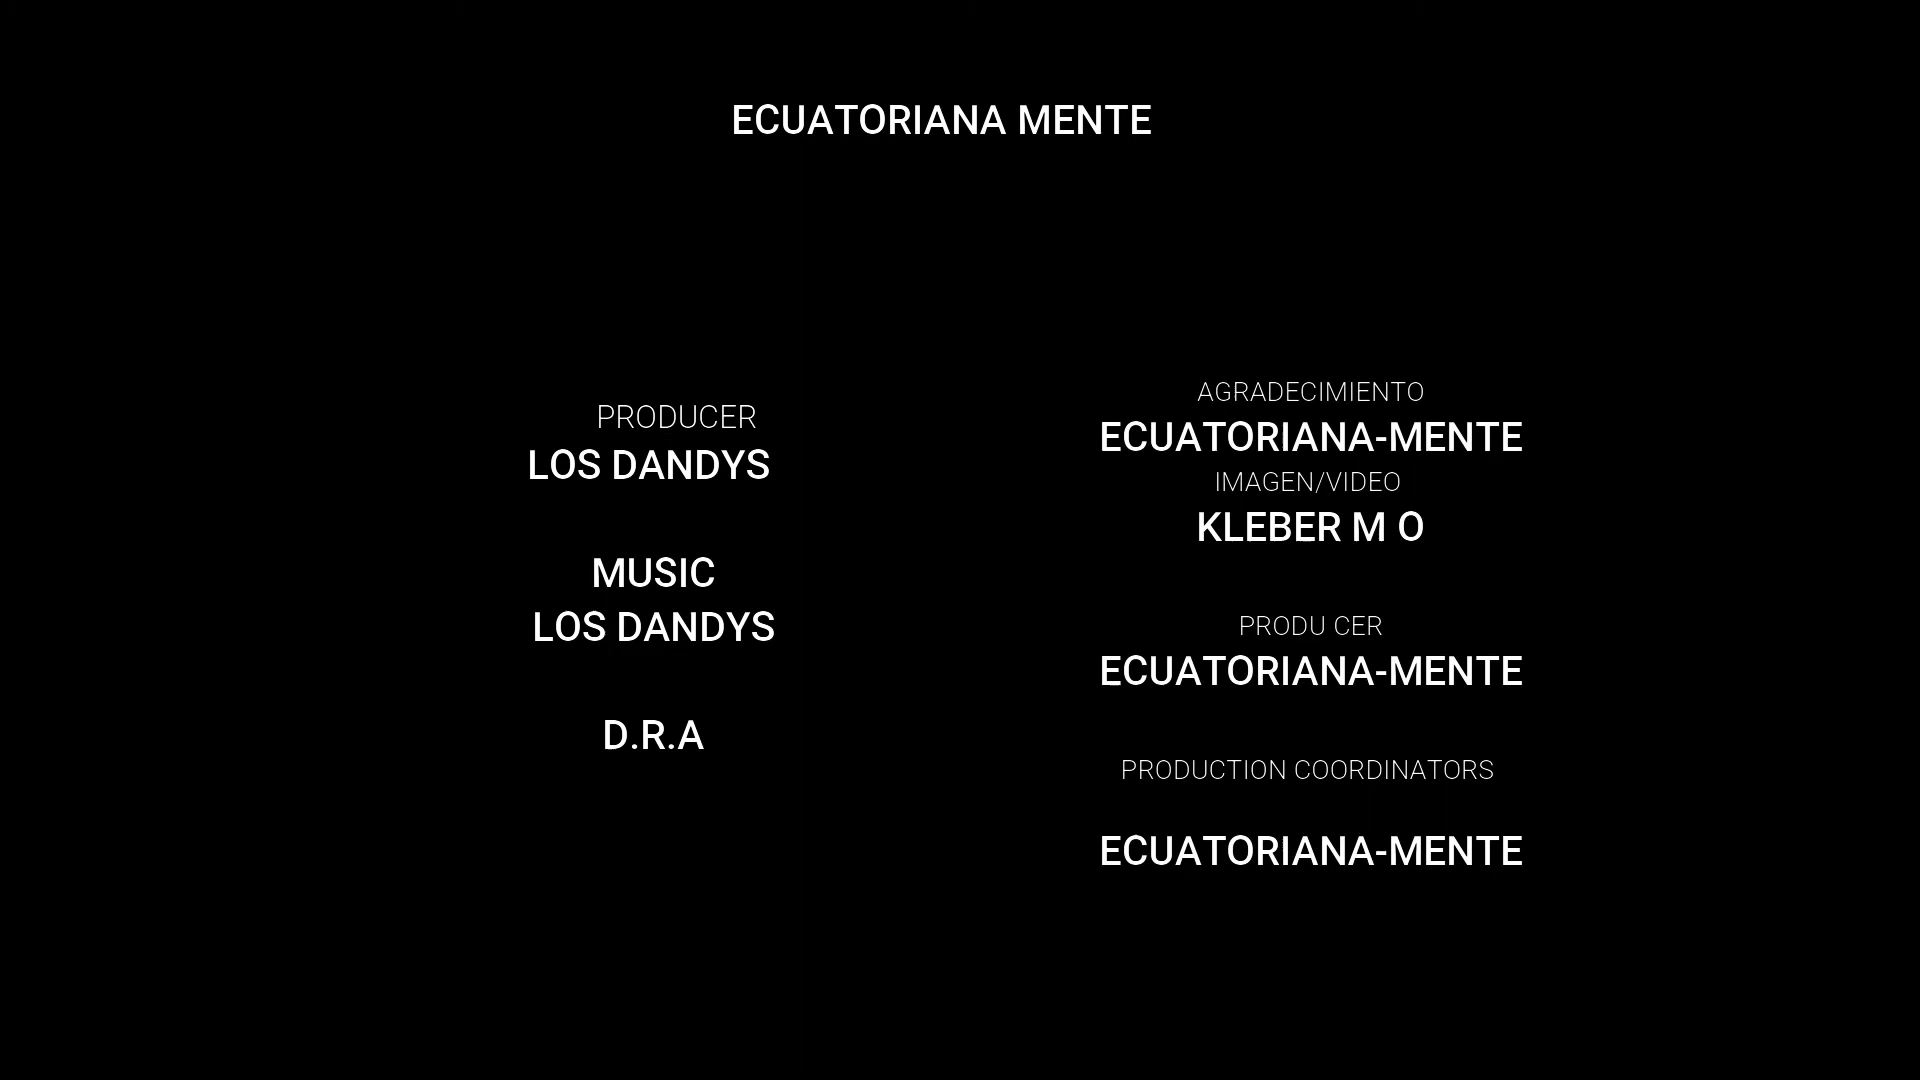 ECUATORIANA MENTE
PRODUCER
LOS DANDYS
MUSIC
LOS DANDYS
D.R.A
AGRADECIMIENTO
ECUATORIANA-MENTE
IMAGEN/VIDEO
KLEBER M O
PRODU CER
ECUATORIANA-MENTE
PRODUCTION COORDINATORS
ECUATORIANA-MENTE